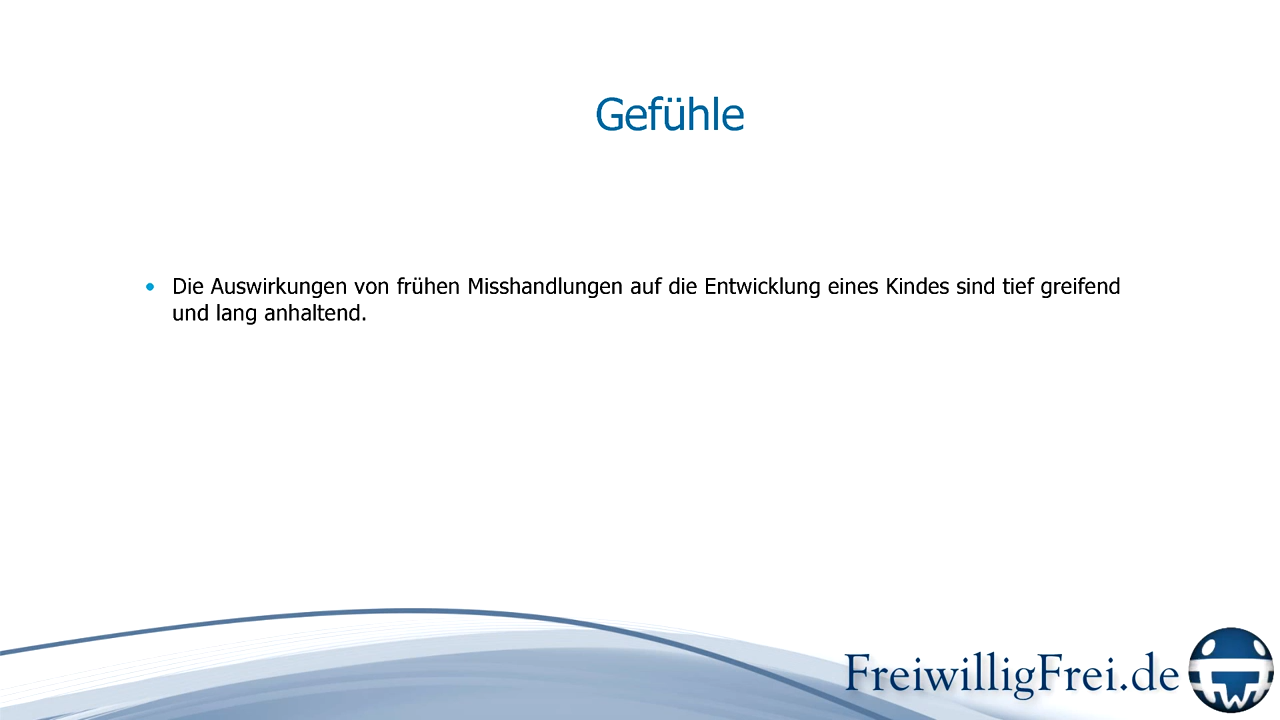 Gefühle
• Die Auswirkungen von frühen Misshandlungen auf die Entwicklung eines Kindes sind tief greifend
und lang anhaltend.
FreiwilligFrei.de